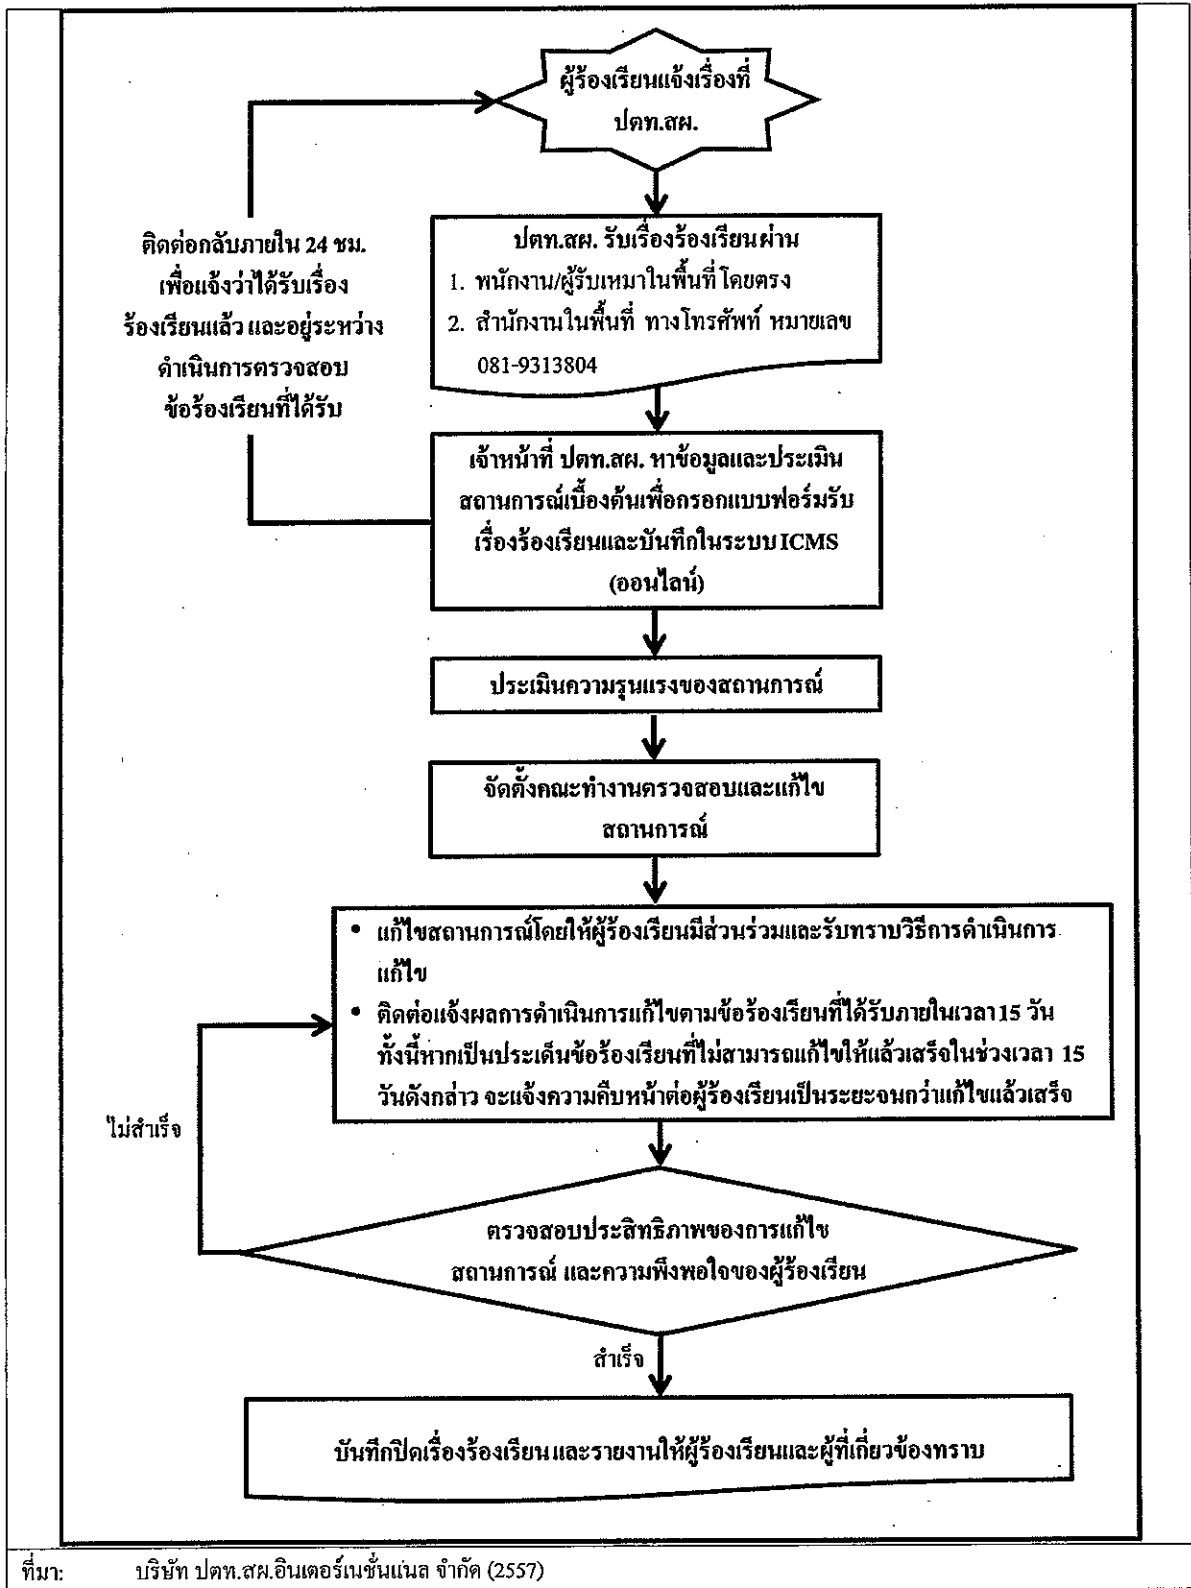 ผู้ร้องเรียนแจ้งเรื่องที่
ปตท.สผ.
ติดต่อกลับภายใน 24 ชม.
เพื่อแจ้งว่าได้รับเรื่อง
ร้องเรียนแล้ว และอยู่ระหว่าง
ดำเนินการตรวจสอบ
ข้อร้องเรียนที่ได้รับ
ปตท.สผ. รับเรื่องร้องเรียนผ่าน
1. พนักงาน/ผู้รับเหมาในพื้นที่ โดยตรง
2. สำนักงานในพื้นที่ ทางโทรศัพท์ หมายเลข
081-9313804
เจ้าหน้าที่ ปตท.สผ. หาข้อมูลและประเมิน
สถานการณ์เบื้องต้นเพื่อกรอกแบบฟอร์มรับ
เรื่องร้องเรียนและบันทึกในระบบ ICMS
(ออนไลน์)
ประเมินความรุนแรงของสถานการณ์
จัดตั้งคณะทำงานตรวจสอบและแก้ไข
สถานการณ์
• แก้ไขสถานการณ์โดยให้ผู้ร้องเรียนมีส่วนร่วมและรับทราบวิธีการดำเนินการ
แก้ไข
• ติดต่อแจ้งผลการดำเนินการแก้ไขตามข้อร้องเรียนที่ได้รับภายในเวลา 15 วัน
ทั้งนี้หากเป็นประเด็นข้อร้องเรียนที่ไม่สามารถแก้ไขให้แล้วเสร็จในช่วงเวลา 15
วันดังกล่าว จะแจ้งความคืบหน้าต่อผู้ร้องเรียนเป็นระยะจนกว่าแก้ไขแล้วเสร็จ
ไม่สำเร็จ
ตรวจสอบประสิทธิภาพของการแก้ไข
สถานการณ์ และความพึงพอใจของผู้ร้องเรียน
สำเร็จ
บันทึกปิดเรื่องร้องเรียน และรายงานให้ผู้ร้องเรียนและผู้ที่เกี่ยวข้องทราบ
ที่มา: บริษัท ปตท.สผ.อินเตอร์เนชั่นแนล จำกัด (2557)